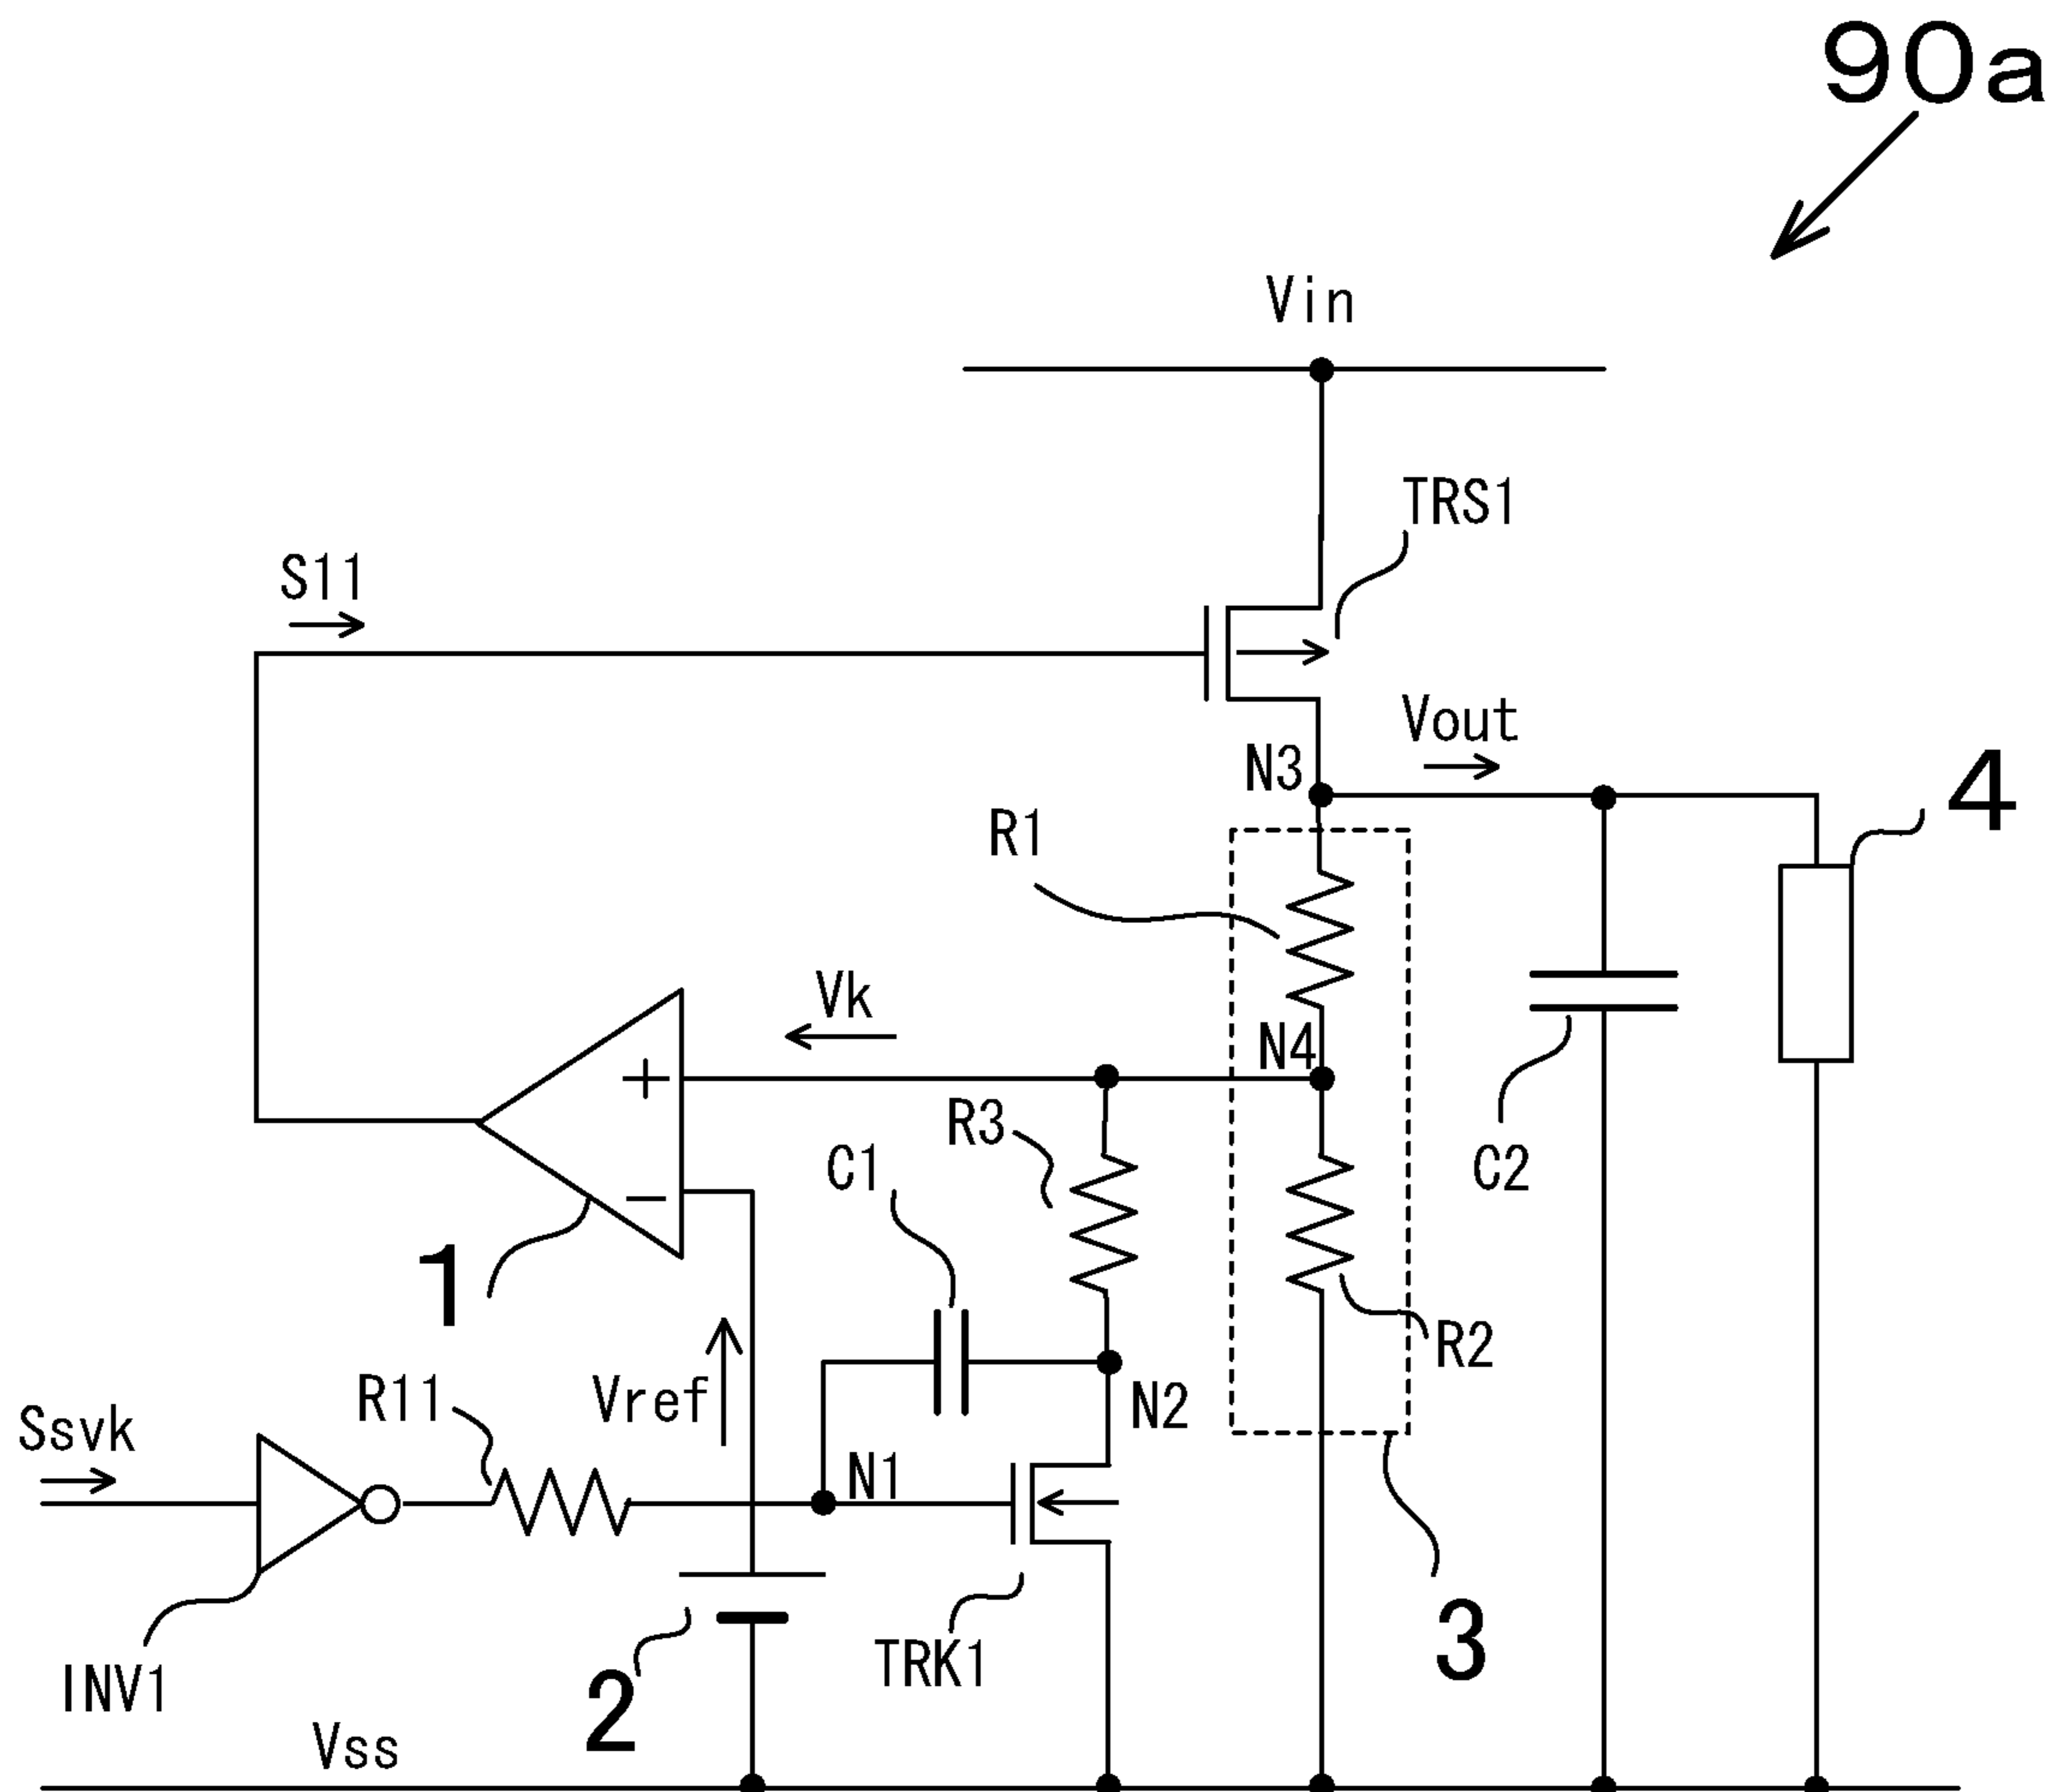 90a
Vin
TRS1
S11
Vout
N3
4
R1
Vk
N4
+
R3
C1
C2
−
1
R2
Vref
R11
N2
Ssvk
N1
3
TRK1
INV1
2
Vss